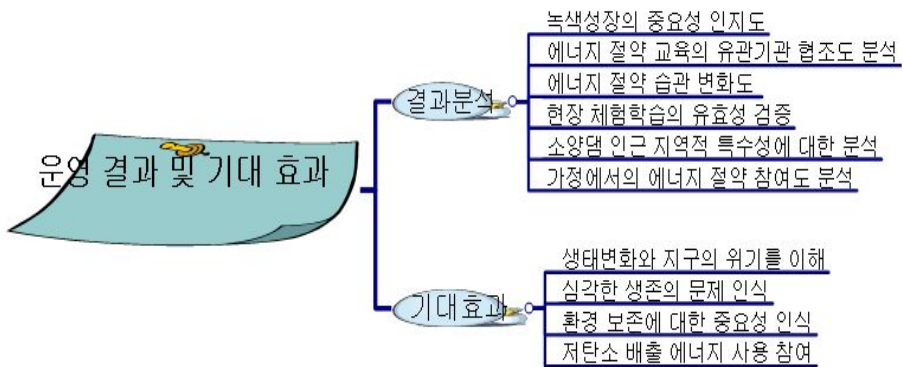 운영 결과 및 기대 효과
결과분석
녹색성장의 중요성 인지도
에너지 절약 교육의 유관기관 협조도 분석
에너지 절약 습관 변화도
현장 체험학습의 유효성 검증
소양댐 인근 지역적 특수성에 대한 분석
가정에서의 에너지 절약 참여도 분석
기대효과
생태변화와 지구의 위기를 이해
심각한 생존의 문제 인식
환경 보존에 대한 중요성 인식
저탄소 배출 에너지 사용 참여